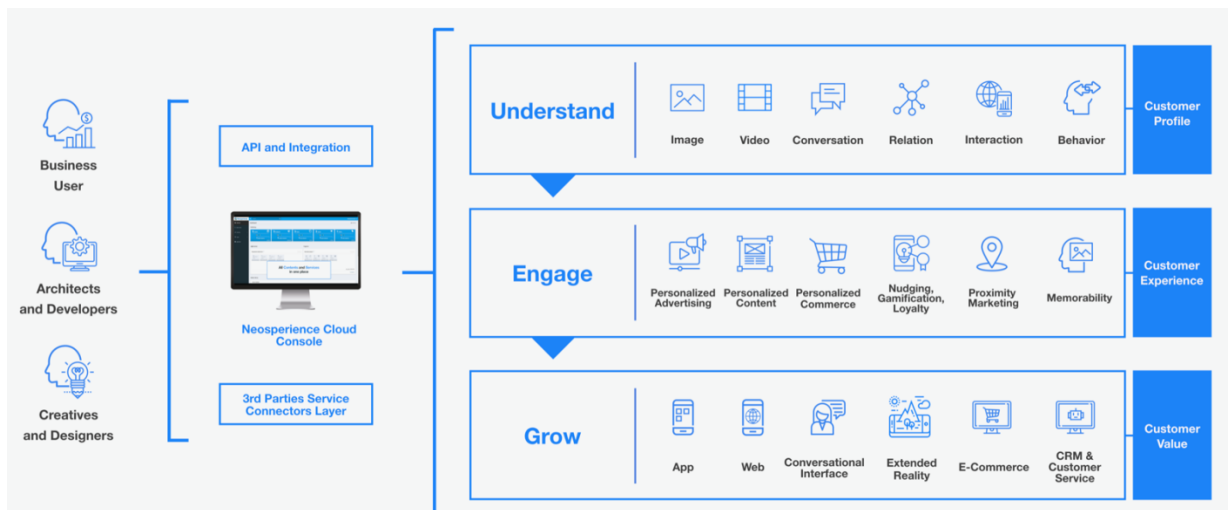 Business
User
Architects
and Developers
Creatives
and Designers
API and Integration
Neosperience Cloud
Console
3rd Parties Service
Connectors Layer
Understand
Image
Video
Conversation
Relation
Interaction
Behavior
Customer
Profile
Engage
Personalized
Advertising
Personalized
Content
Personalized
Commerce
Nudging,
Gamification,
Loyalty
Proximity
Marketing
Memorability
Customer
Experience
Grow
App
Web
Conversational
Interface
Extended
Reality
E-Commerce
CRM &
Customer
Service
Customer
Value